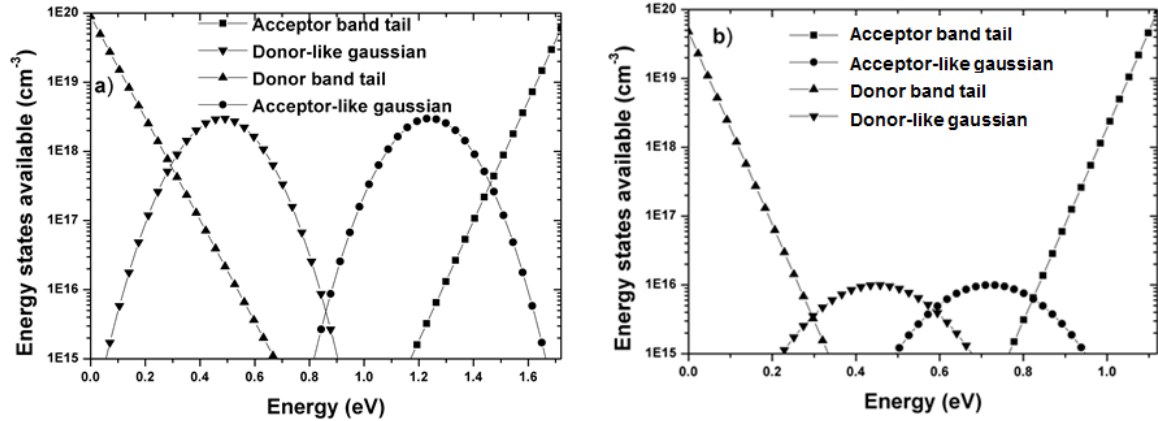 1E20
1E19
1E18
1E17
1E16
1E15
Energy states available (cm⁻³)
a)
Acceptor band tail
Donor-like gaussian
Donor band tail
Acceptor-like gaussian
0.0 0.2 0.4 0.6 0.8 1.0 1.2 1.4 1.6
Energy (eV)
1E20
1E19
1E18
1E17
1E16
1E15
Energy states available (cm⁻³)
b)
Acceptor band tail
Acceptor-like gaussian
Donor band tail
Donor-like gaussian
0.0 0.2 0.4 0.6 0.8 1.0
Energy (eV)